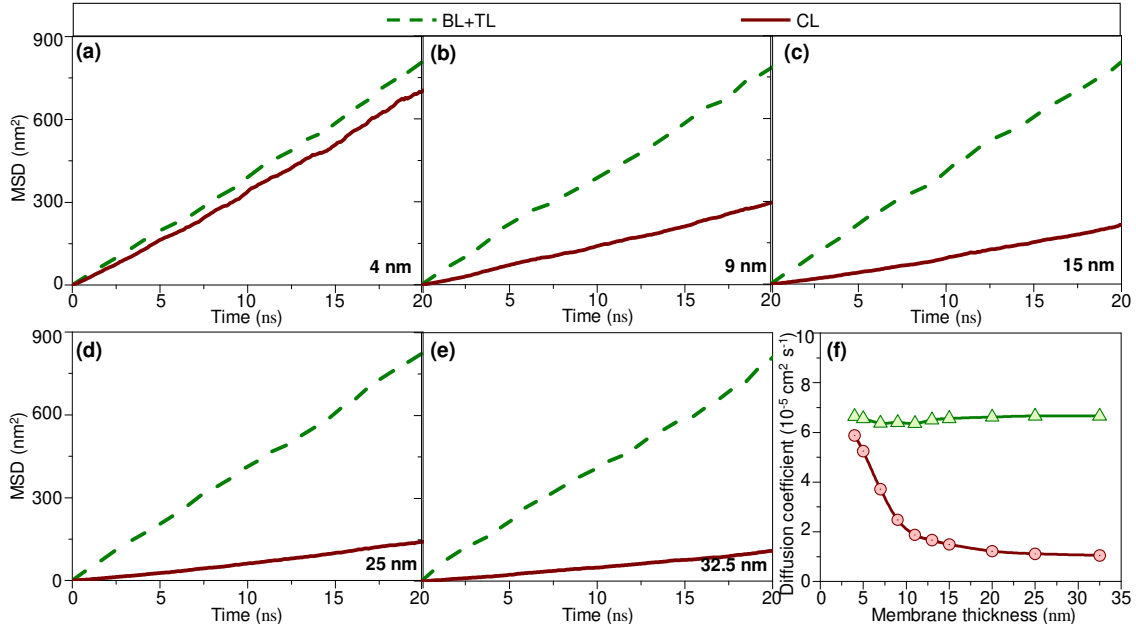 BL+TL CL
(a) (b) (c)
900
600
300
0
MSD (nm²)
4 nm 9 nm 15 nm
0 5 10 15 20 5 10 15 20 5 10 15 20
Time (ns) Time (ns) Time (ns)
(d) (e) (f)
900
600
300
0
MSD (nm²)
25 nm 32.5 nm
0 5 10 15 20 5 10 15 20
Time (ns) Time (ns)
10
8
6
4
2
0
Diffusion coefficient (10⁻⁵ cm² s⁻¹)
0 5 10 15 20 25 30 35
Membrane thickness (nm)